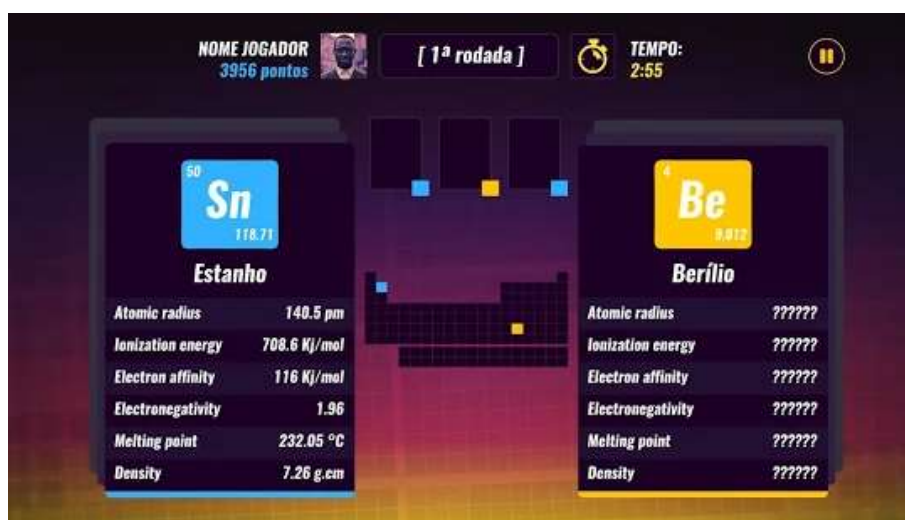 NOME JOGADOR
3956 pontos
[ 1ª rodada ]
TEMPO:
2:55
50
Sn
118.71
Estanho
Atomic radius 140.5 pm
Ionization energy 708.6 Kj/mol
Electron affinity 116 Kj/mol
Electronegativity 1.96
Melting point 232.05 ºC
Density 7.26 g.cm
4
Be
9.012
Berílio
Atomic radius ??????
Ionization energy ??????
Electron affinity ??????
Electronegativity ??????
Melting point ??????
Density ??????